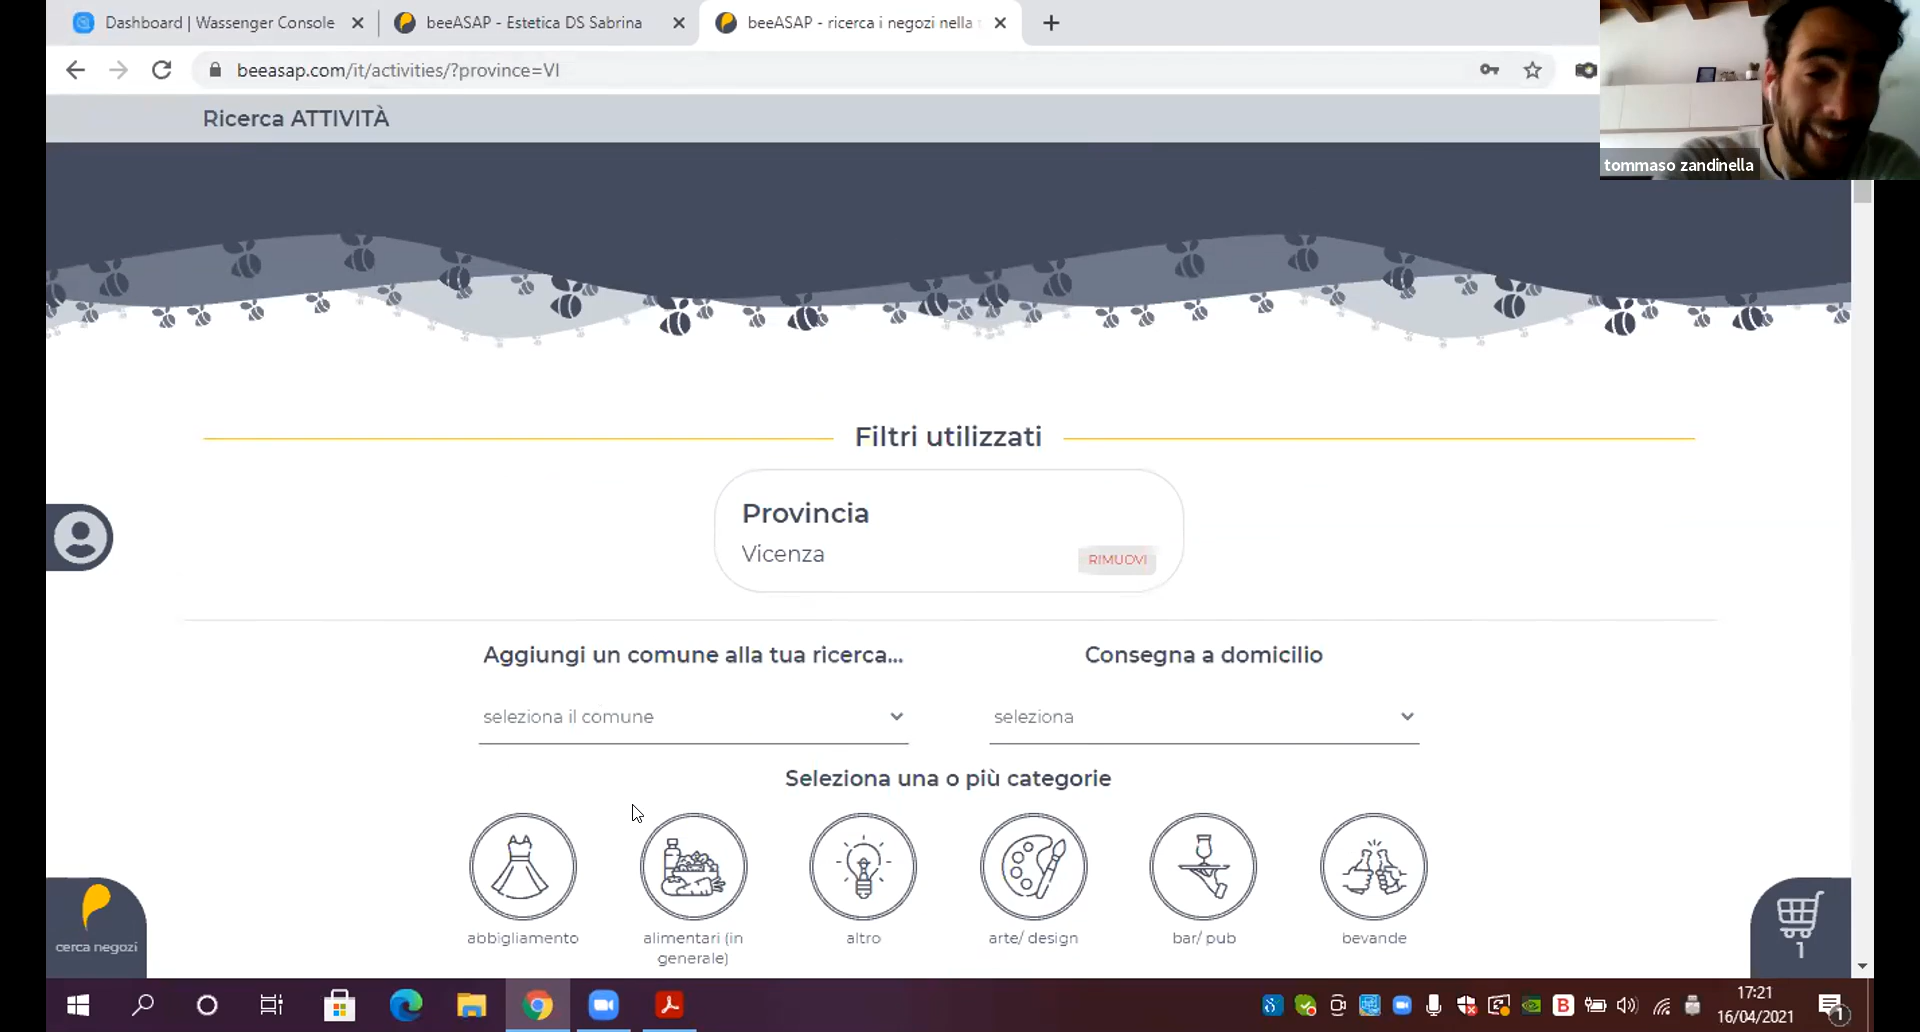 Dashboard | Wassenger Console
beeASAP - Estetica DS Sabrina
beeASAP - ricerca i negozi nella
beeasap.com/it/activities/?province=VI
tommaso zandinella
Ricerca ATTIVITÀ
Filtri utilizzati
Provincia
Vicenza
RIMUOVI
Aggiungi un comune alla tua ricerca...
Consegna a domicilio
seleziona il comune
seleziona
Seleziona una o più categorie
abbigliamento
alimentari (in
generale)
altro
arte/ design
bar/ pub
bevande
cerca negozi
1
17:21
16/04/2021
1